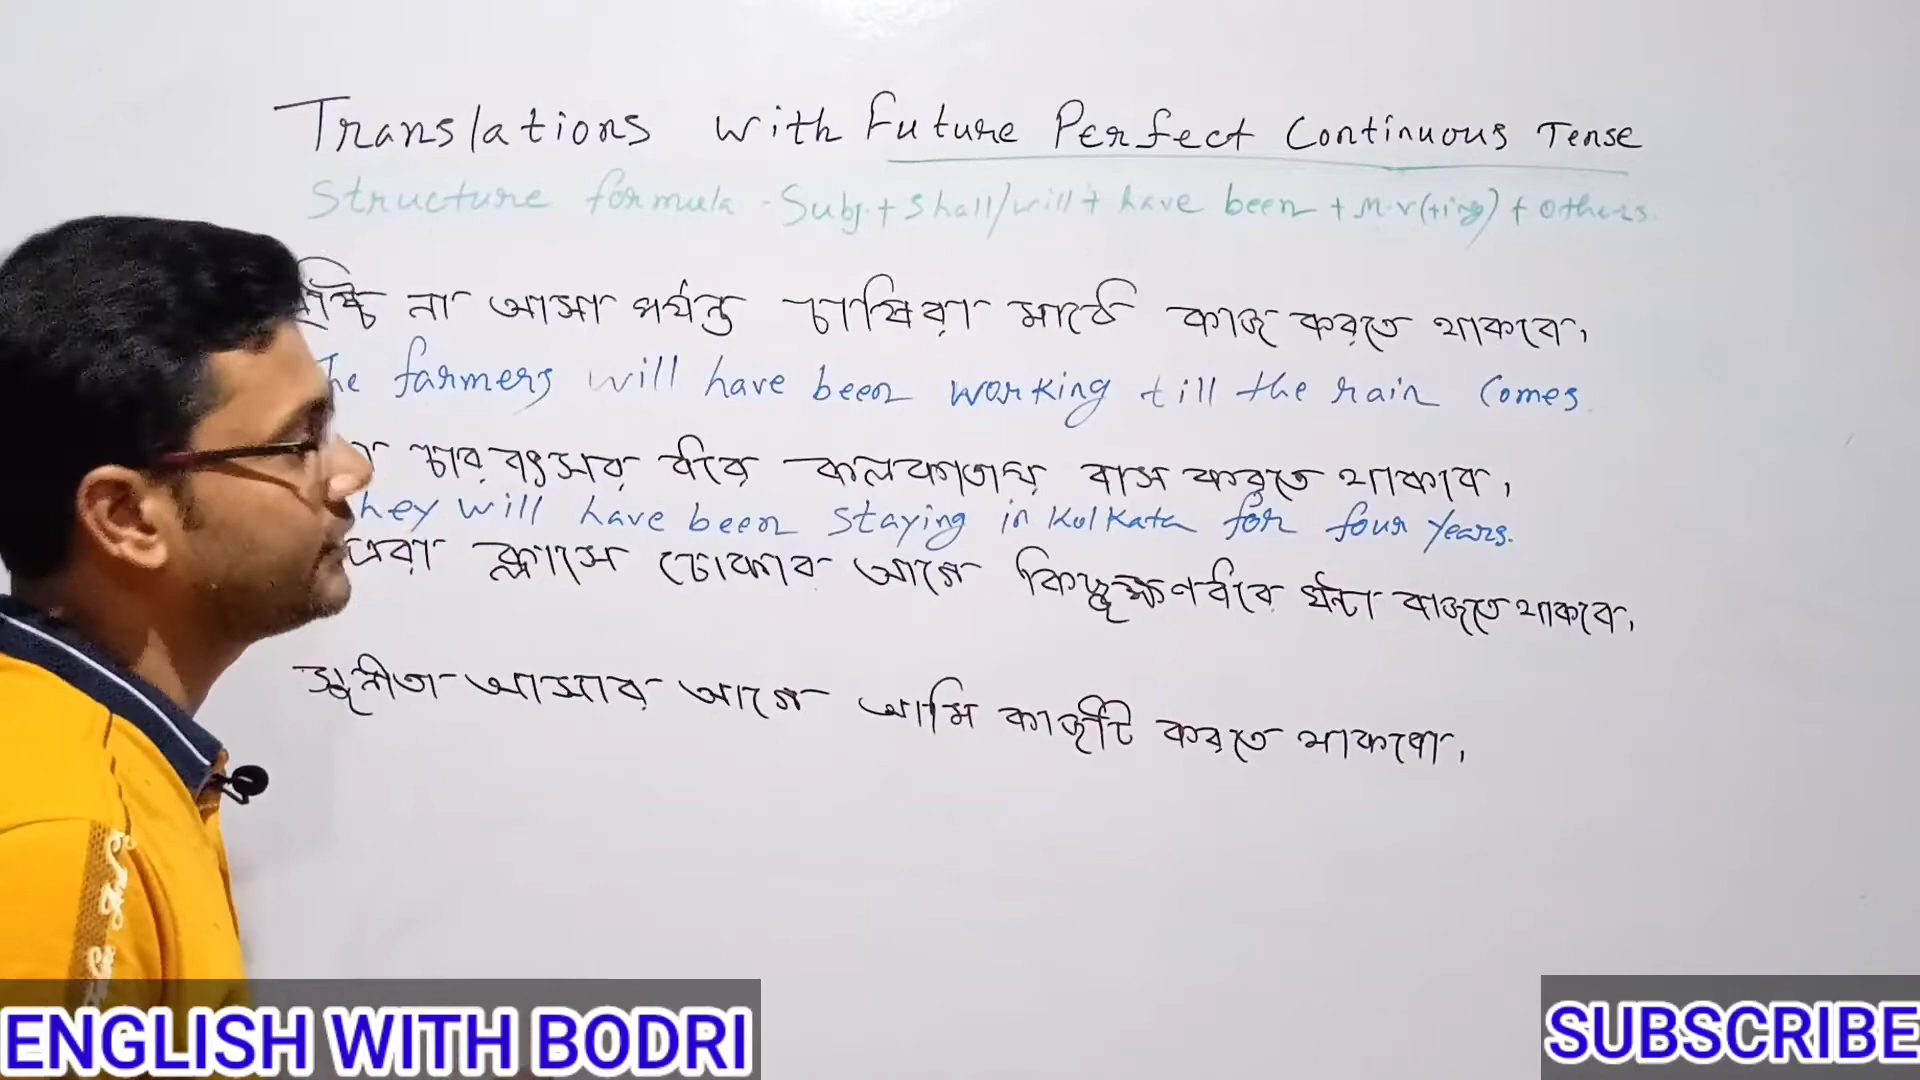 Translations with Future Perfect Continuous Tense
Structure formula - Subj. + Shall/will + have been + m.v(+ing) + others.
না আসা পর্যন্ত চাষিরা মাঠে কাজ করতে থাকবে।
The farmers will have been working till the rain comes
চার বৎসর ধরে কলকাতায় বাস করতে থাকবে।
hey will have been staying in Kolkata for four years.
ক্লাসে ঢোকার আগে কিছুক্ষণ ধরে ঘন্টা বাজতে থাকবে।
সুনীতা আসার আগে আমি কাজটি করতে থাকবো।
ENGLISH WITH BODRI
SUBSCRIBE